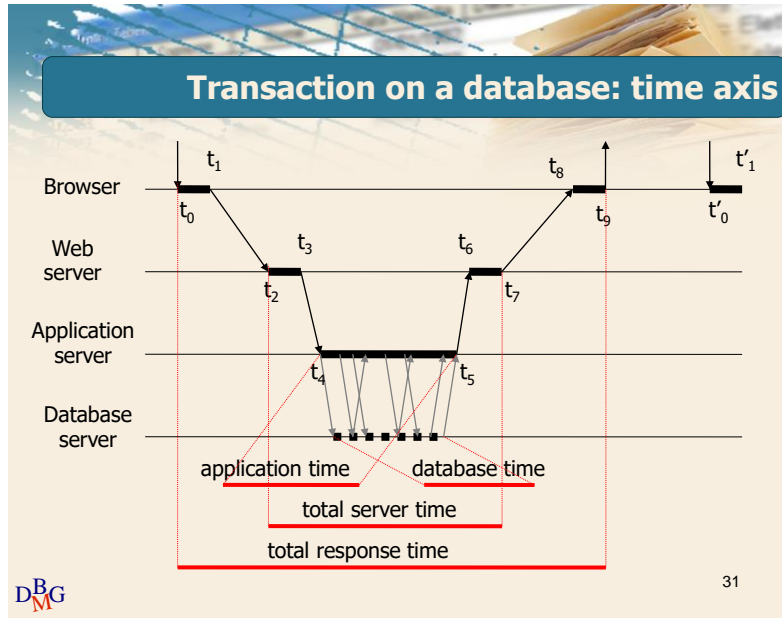 Transaction on a database: time axis
t1
t8
t'1
Browser
t0
t9
t'0
Web
server
t3
t6
t2
t7
Application
server
t4
t5
Database
server
application time
database time
total server time
total response time
DBMG
31